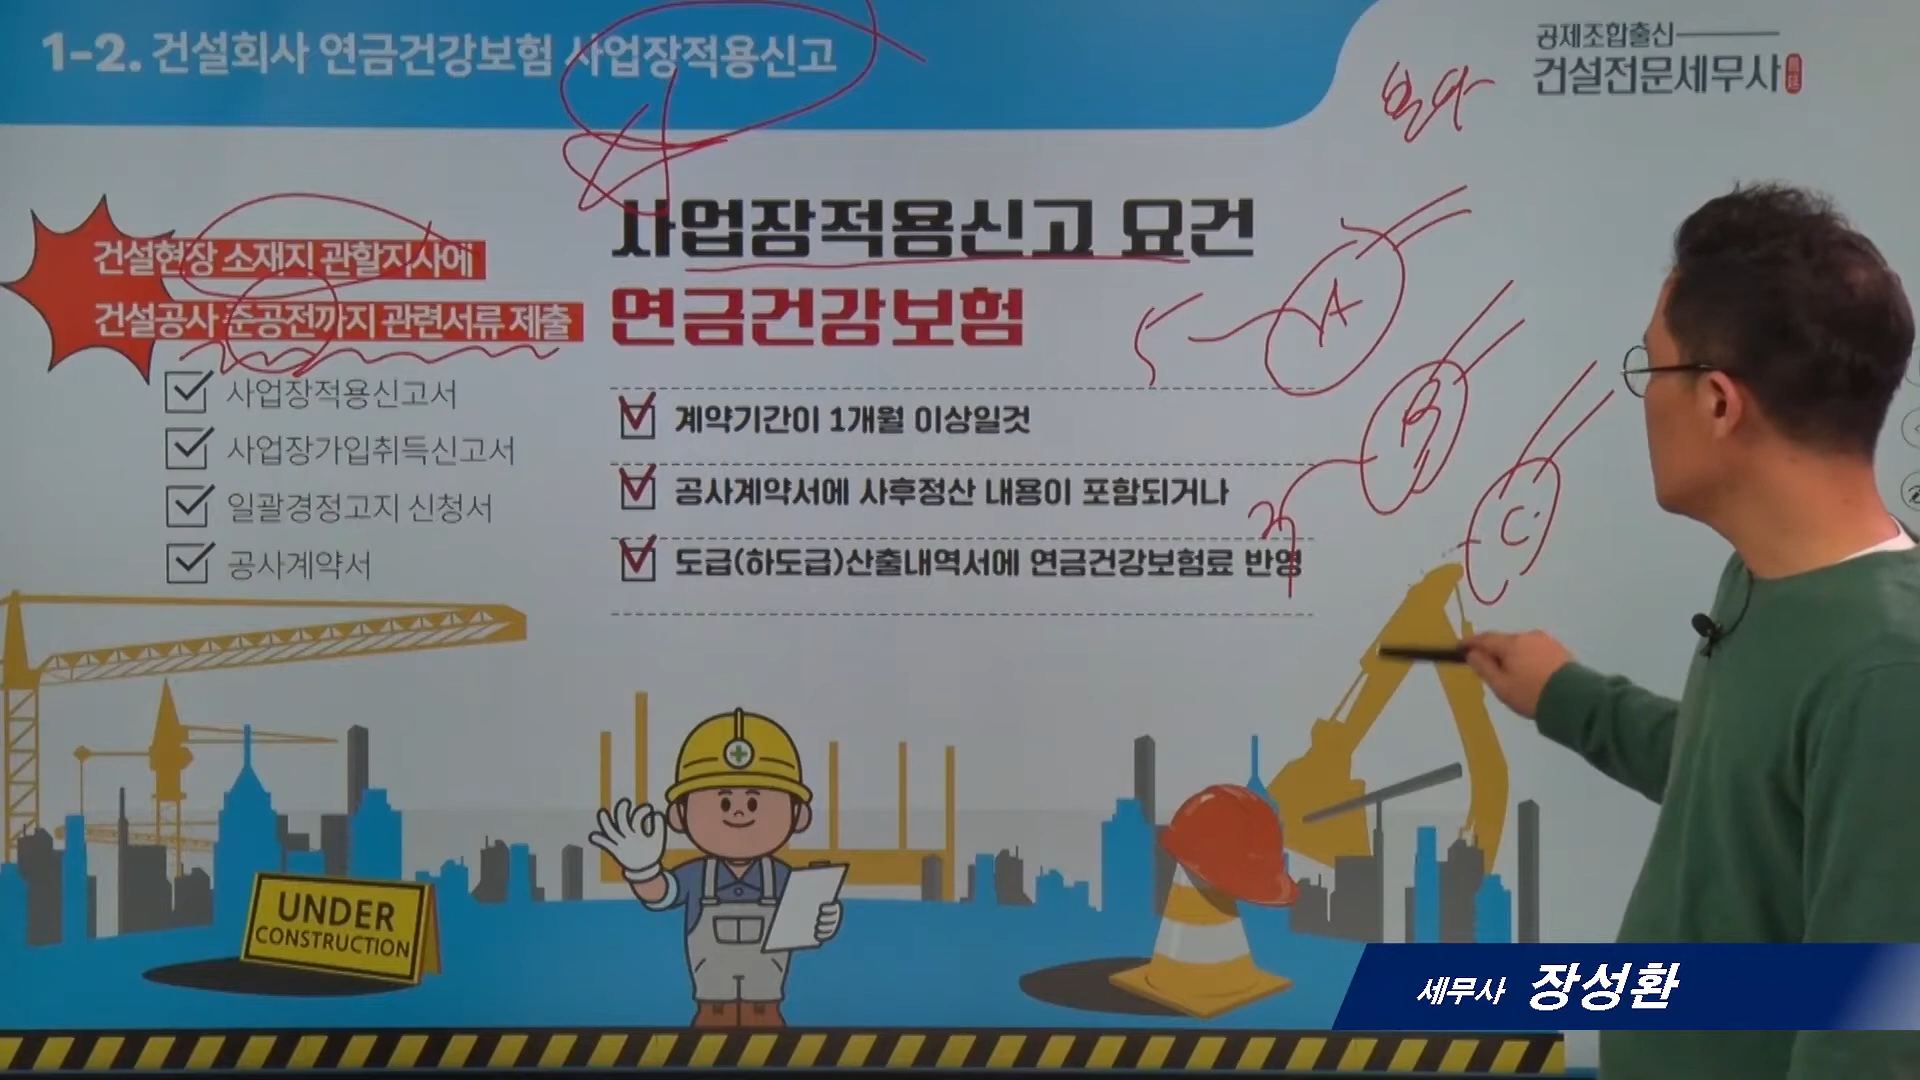 1-2. 건설회사 연금건강보험 사업장적용신고
공제조합출신
건설전문세무사
건설현장 소재지 관할지사에
건설공사 준공전까지 관련서류 제출
사업장적용신고서
사업장가입취득신고서
일괄경정고지 신청서
공사계약서
사업장적용신고 요건
연금건강보험
계약기간이 1개월 이상일것
공사계약서에 사후정산 내용이 포함되거나
도급(하도급)산출내역서에 연금건강보험료 반영
A
B
C
UNDER
CONSTRUCTION
세무사 장성환